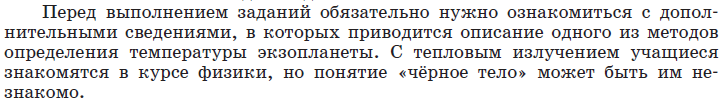 Перед выполнением заданий обязательно нужно ознакомиться с допол-
нительными сведениями, в которых приводится описание одного из методов
определения температуры экзопланеты. С тепловым излучением учащиеся
знакомятся в курсе физики, но понятие «чёрное тело» может быть им не-
знакомо.